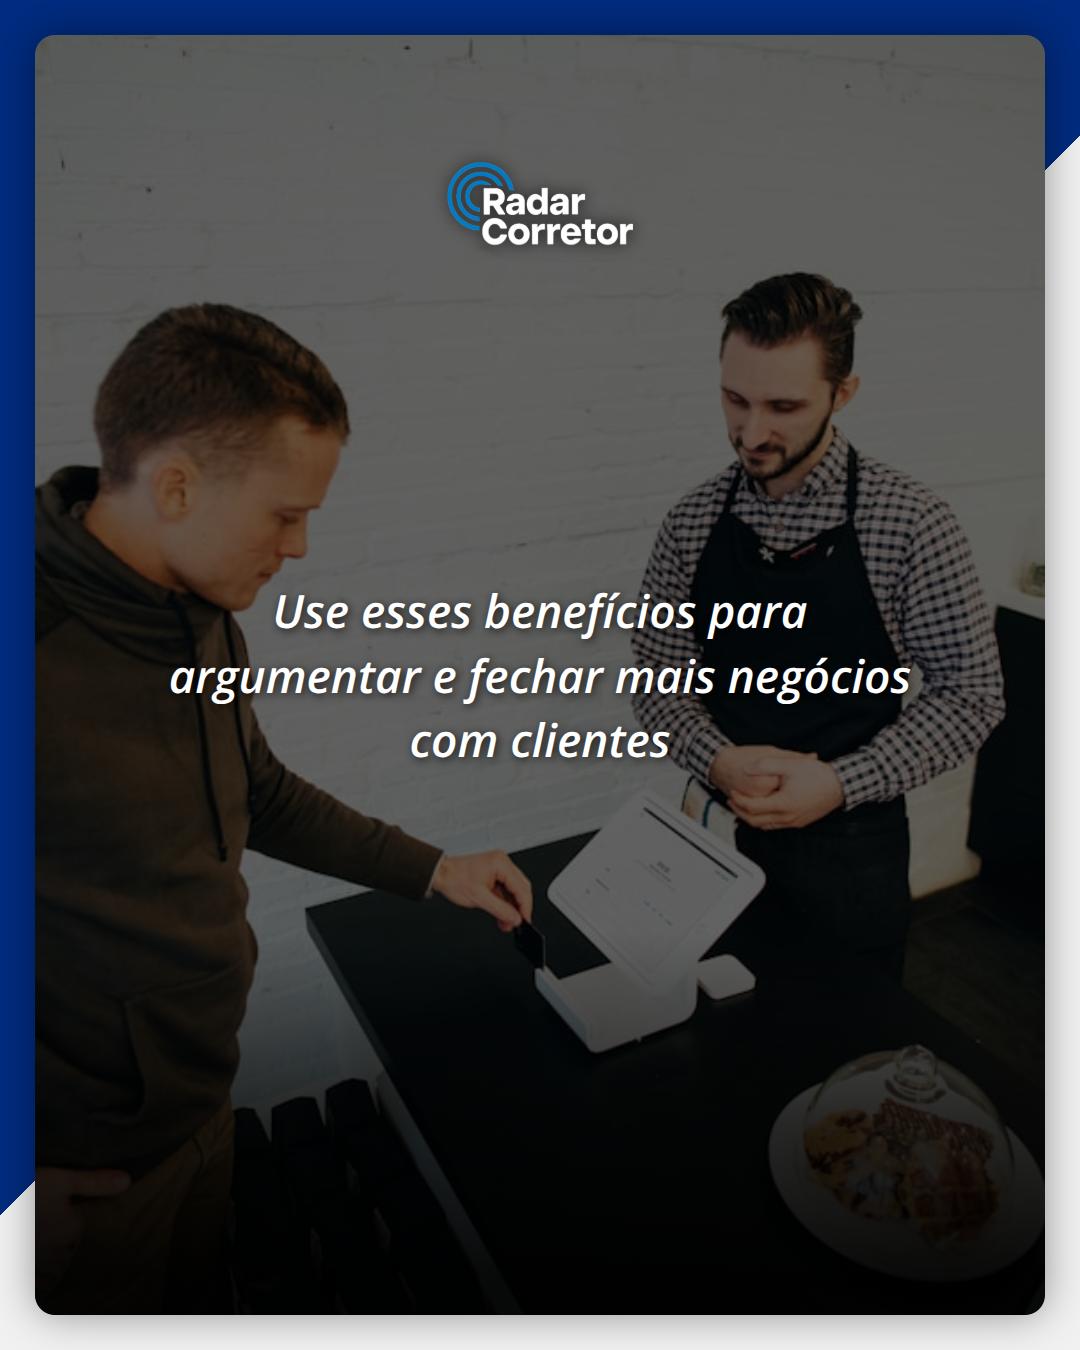 Radar
Corretor
Use esses benefícios para
argumentar e fechar mais negócios
com clientes